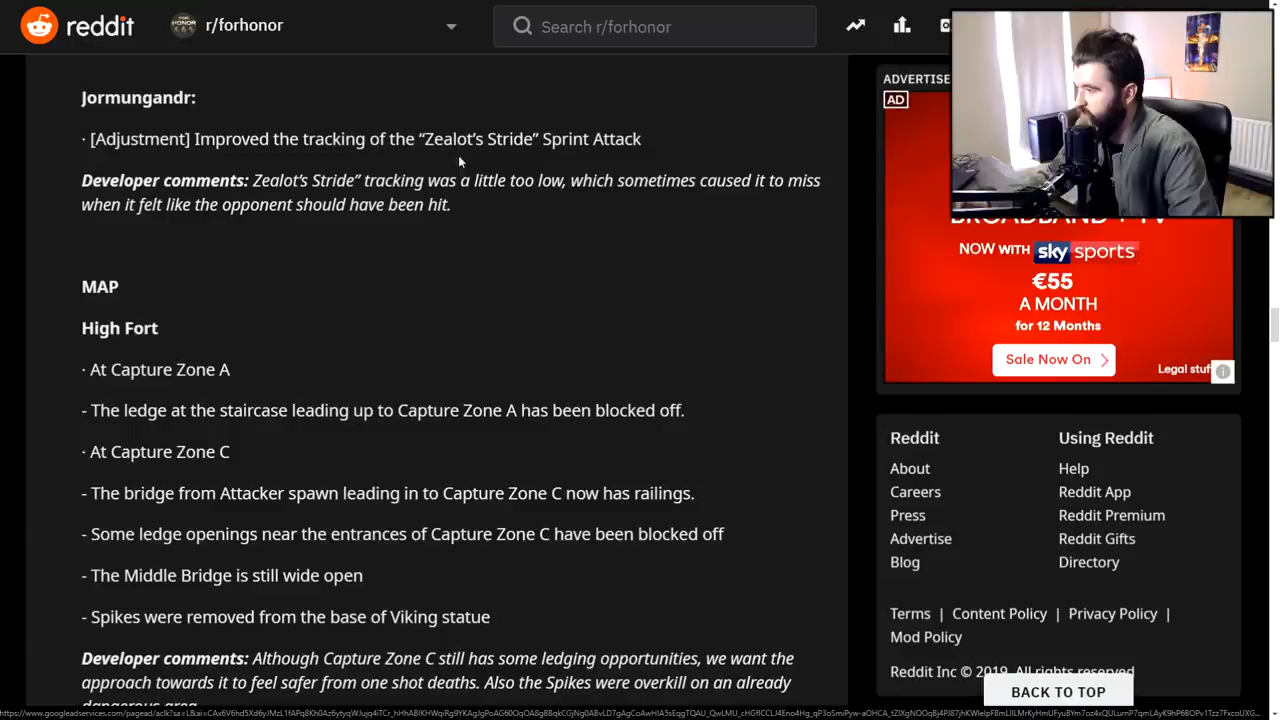 reddit
r/forhonor
Search r/forhonor
Jormungandr:
· [Adjustment] Improved the tracking of the “Zealot’s Stride” Sprint Attack
Developer comments: Zealot’s Stride” tracking was a little too low, which sometimes caused it to miss
when it felt like the opponent should have been hit.
MAP
High Fort
· At Capture Zone A
- The ledge at the staircase leading up to Capture Zone A has been blocked off.
· At Capture Zone C
- The bridge from Attacker spawn leading in to Capture Zone C now has railings.
- Some ledge openings near the entrances of Capture Zone C have been blocked off
- The Middle Bridge is still wide open
- Spikes were removed from the base of Viking statue
Developer comments: Although Capture Zone C still has some ledging opportunities, we want the
approach towards it to feel safer from one shot deaths. Also the Spikes were overkill on an already
dangerous area.
ADVERTISE
AD
BROADBAND + TV
NOW WITH sky sports
€55
A MONTH
for 12 Months
Sale Now On
Legal stuff
Reddit
Using Reddit
About
Help
Careers
Reddit App
Press
Reddit Premium
Advertise
Reddit Gifts
Blog
Directory
Terms | Content Policy | Privacy Policy |
Mod Policy
Reddit Inc © 2019. All rights reserved
BACK TO TOP